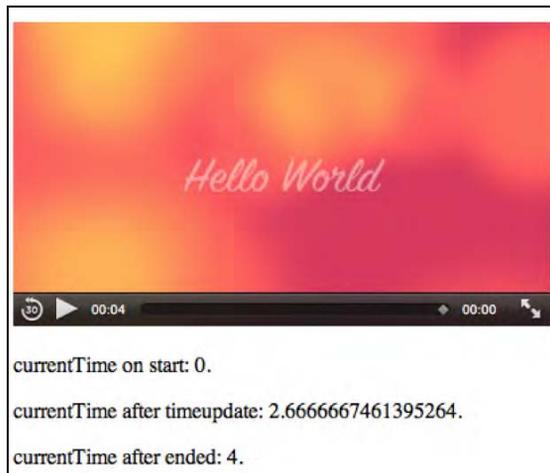 Hello World
30 00:04 00:00
currentTime on start: 0.
currentTime after timeupdate: 2.6666667461395264.
currentTime after ended: 4.